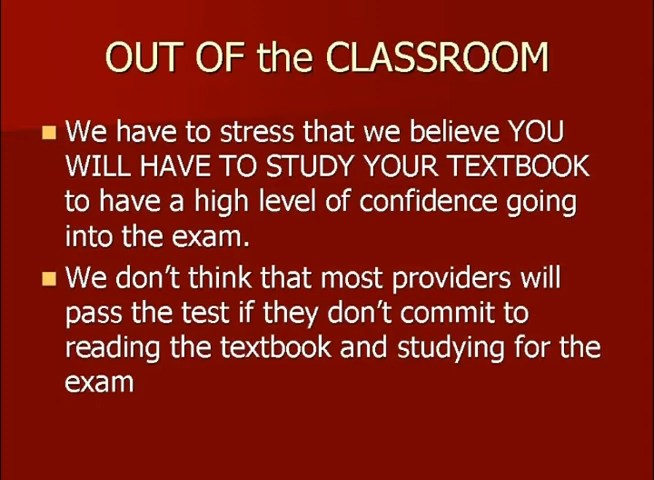 OUT OF the CLASSROOM
We have to stress that we believe YOU
WILL HAVE TO STUDY YOUR TEXTBOOK
to have a high level of confidence going
into the exam.
We don't think that most providers will
pass the test if they don't commit to
reading the textbook and studying for the
exam